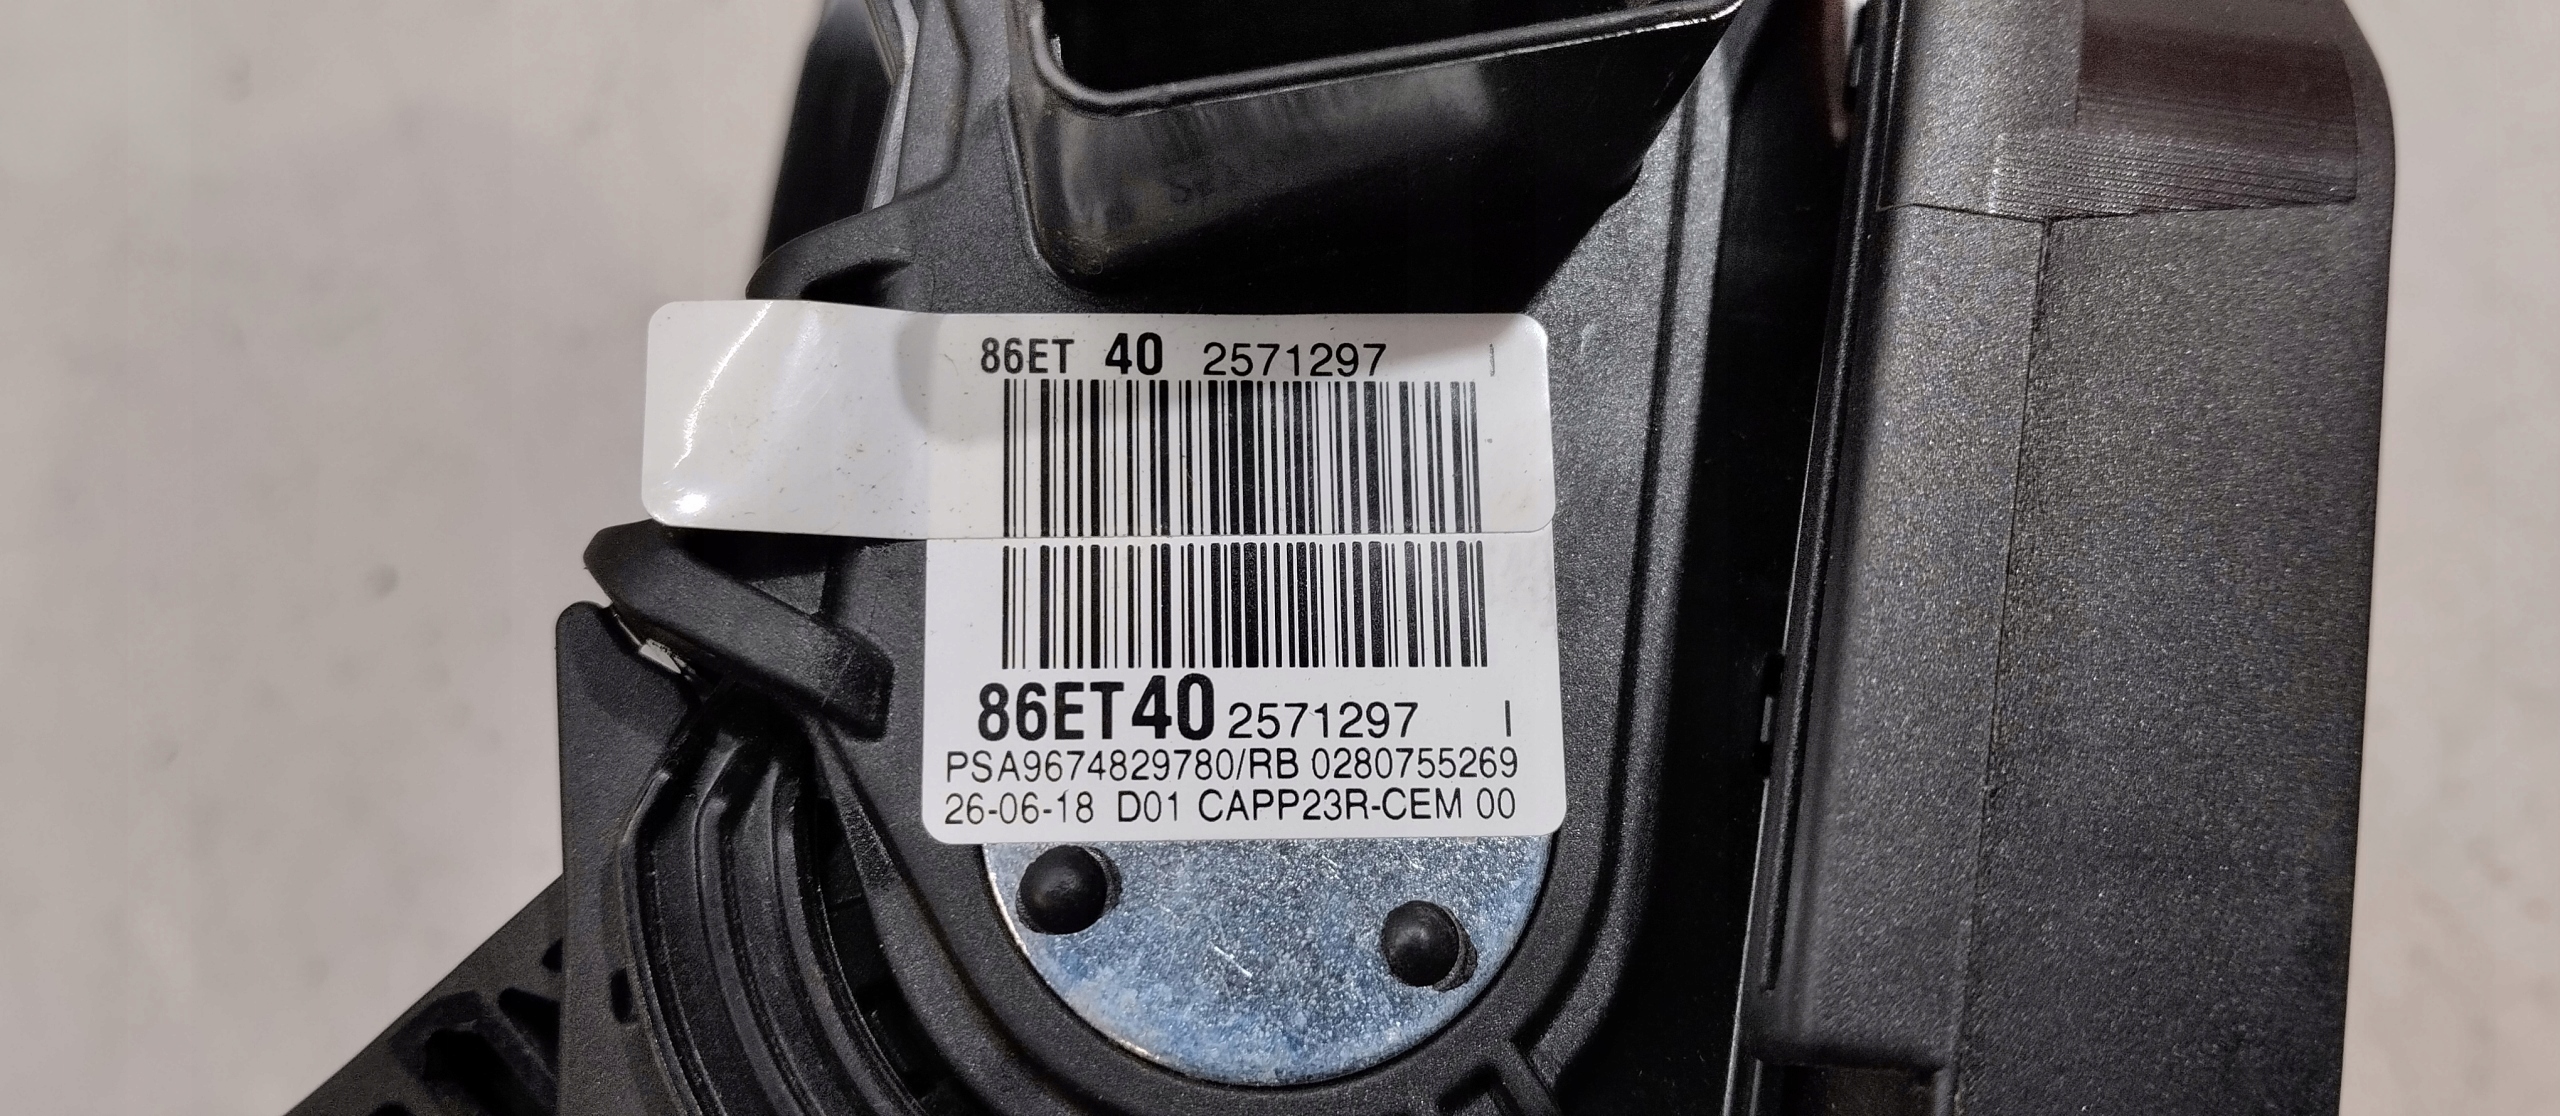 86ET 40 2571297 I
86ET40 2571297 I
PSA9674829780/RB 0280755269
26-06-18 D01 CAPP23R-CEM 00